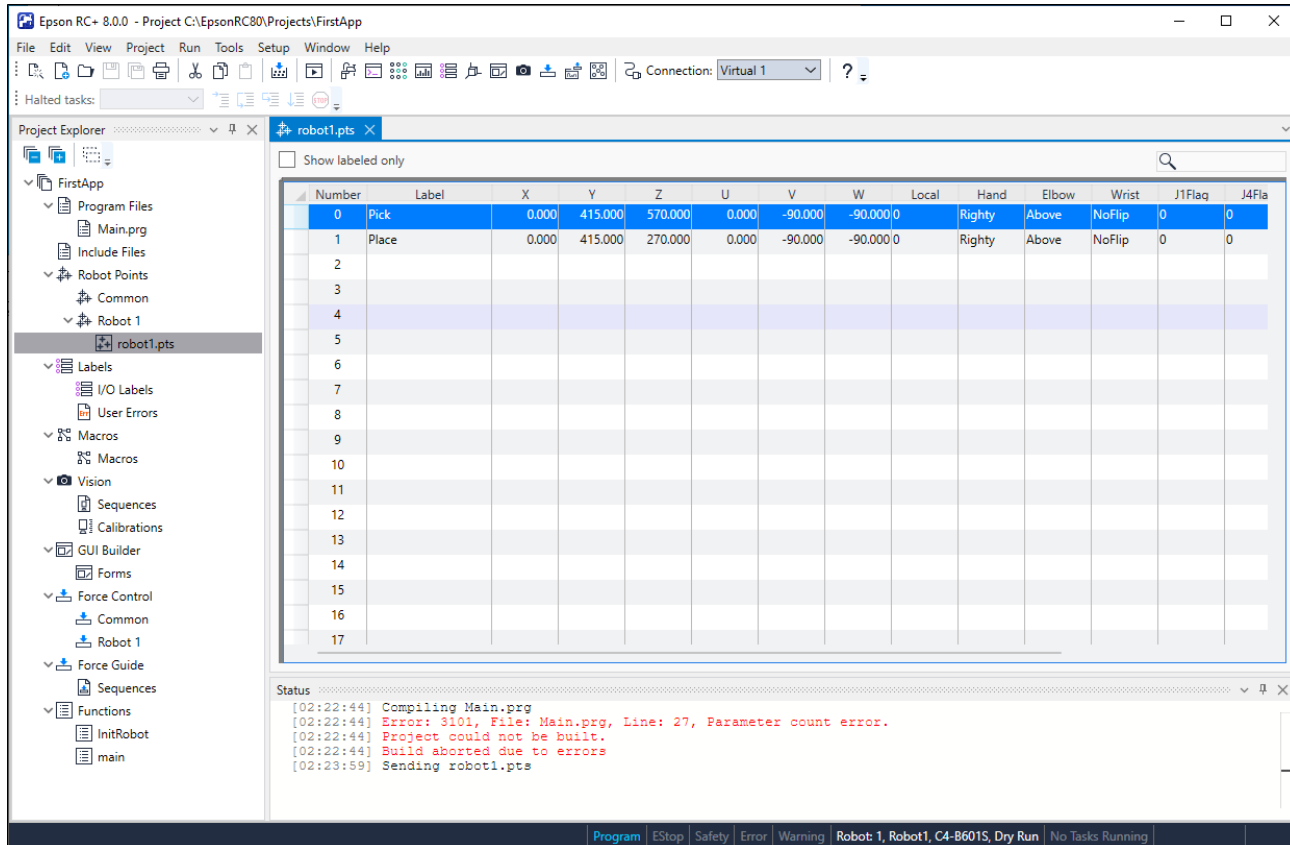 Epson RC+ 8.0.0 - Project C:\EpsonRC80\Projects\FirstApp
File Edit View Project Run Tools Setup Window Help
Connection: Virtual 1 ?
Halted tasks: STOP
Project Explorer
robot1.pts
Show labeled only
FirstApp
Program Files
Main.prg
Include Files
Robot Points
Common
Robot 1
robot1.pts
Labels
I/O Labels
Err User Errors
Macros
Macros
Vision
Sequences
Calibrations
GUI Builder
Forms
Force Control
Common
Robot 1
Force Guide
Sequences
Functions
InitRobot
main
Number Label X Y Z U V W Local Hand Elbow Wrist J1Flag J4Fla
0 Pick 0.000 415.000 570.000 0.000 -90.000 -90.000 0 Righty Above NoFlip 0 0
1 Place 0.000 415.000 270.000 0.000 -90.000 -90.000 0 Righty Above NoFlip 0 0
2
3
4
5
6
7
8
9
10
11
12
13
14
15
16
17
Status
[02:22:44] Compiling Main.prg
[02:22:44] Error: 3101, File: Main.prg, Line: 27, Parameter count error.
[02:22:44] Project could not be built.
[02:22:44] Build aborted due to errors
[02:23:59] Sending robot1.pts
Program EStop Safety Error Warning Robot: 1, Robot1, C4-B601S, Dry Run No Tasks Running